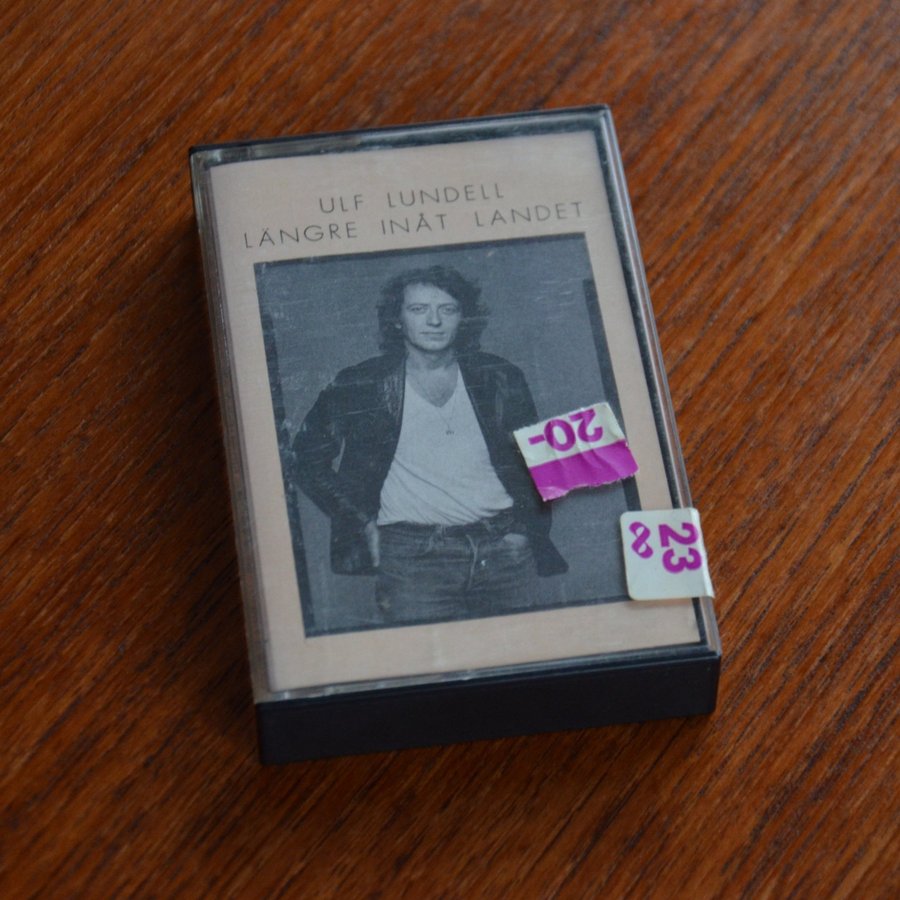 ULF LUNDELL
LÄNGRE INÅT LANDET
20-
23
8